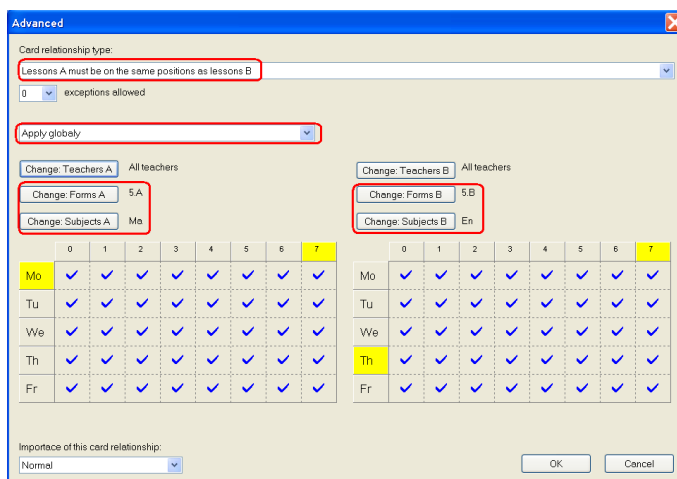 Advanced
Card relationship type:
Lessons A must be on the same positions as lessons B
0 exceptions allowed
Apply globaly
Change: Teachers A All teachers
Change: Teachers B All teachers
Change: Forms A 5.A
Change: Forms B 5.B
Change: Subjects A Ma
Change: Subjects B En
0 1 2 3 4 5 6 7
Mo
Tu
We
Th
Fr
0 1 2 3 4 5 6 7
Mo
Tu
We
Th
Fr
Importace of this card relationship:
Normal
OK Cancel